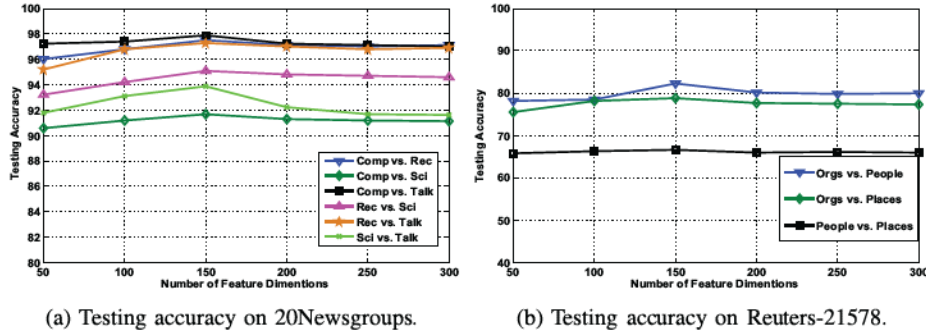 100
98
96
94
92
90
88
86
84
82
80
Testing Accuracy
50 100 150 200 250 300
Number of Feature Dimentions
Comp vs. Rec
Comp vs. Sci
Comp vs. Talk
Rec vs. Sci
Rec vs. Talk
Sci vs. Talk
(a) Testing accuracy on 20Newsgroups.
100
90
80
70
60
50
40
Testing Accuracy
50 100 150 200 250 300
Number of Feature Dimentions
Orgs vs. People
Orgs vs. Places
People vs. Places
(b) Testing accuracy on Reuters-21578.